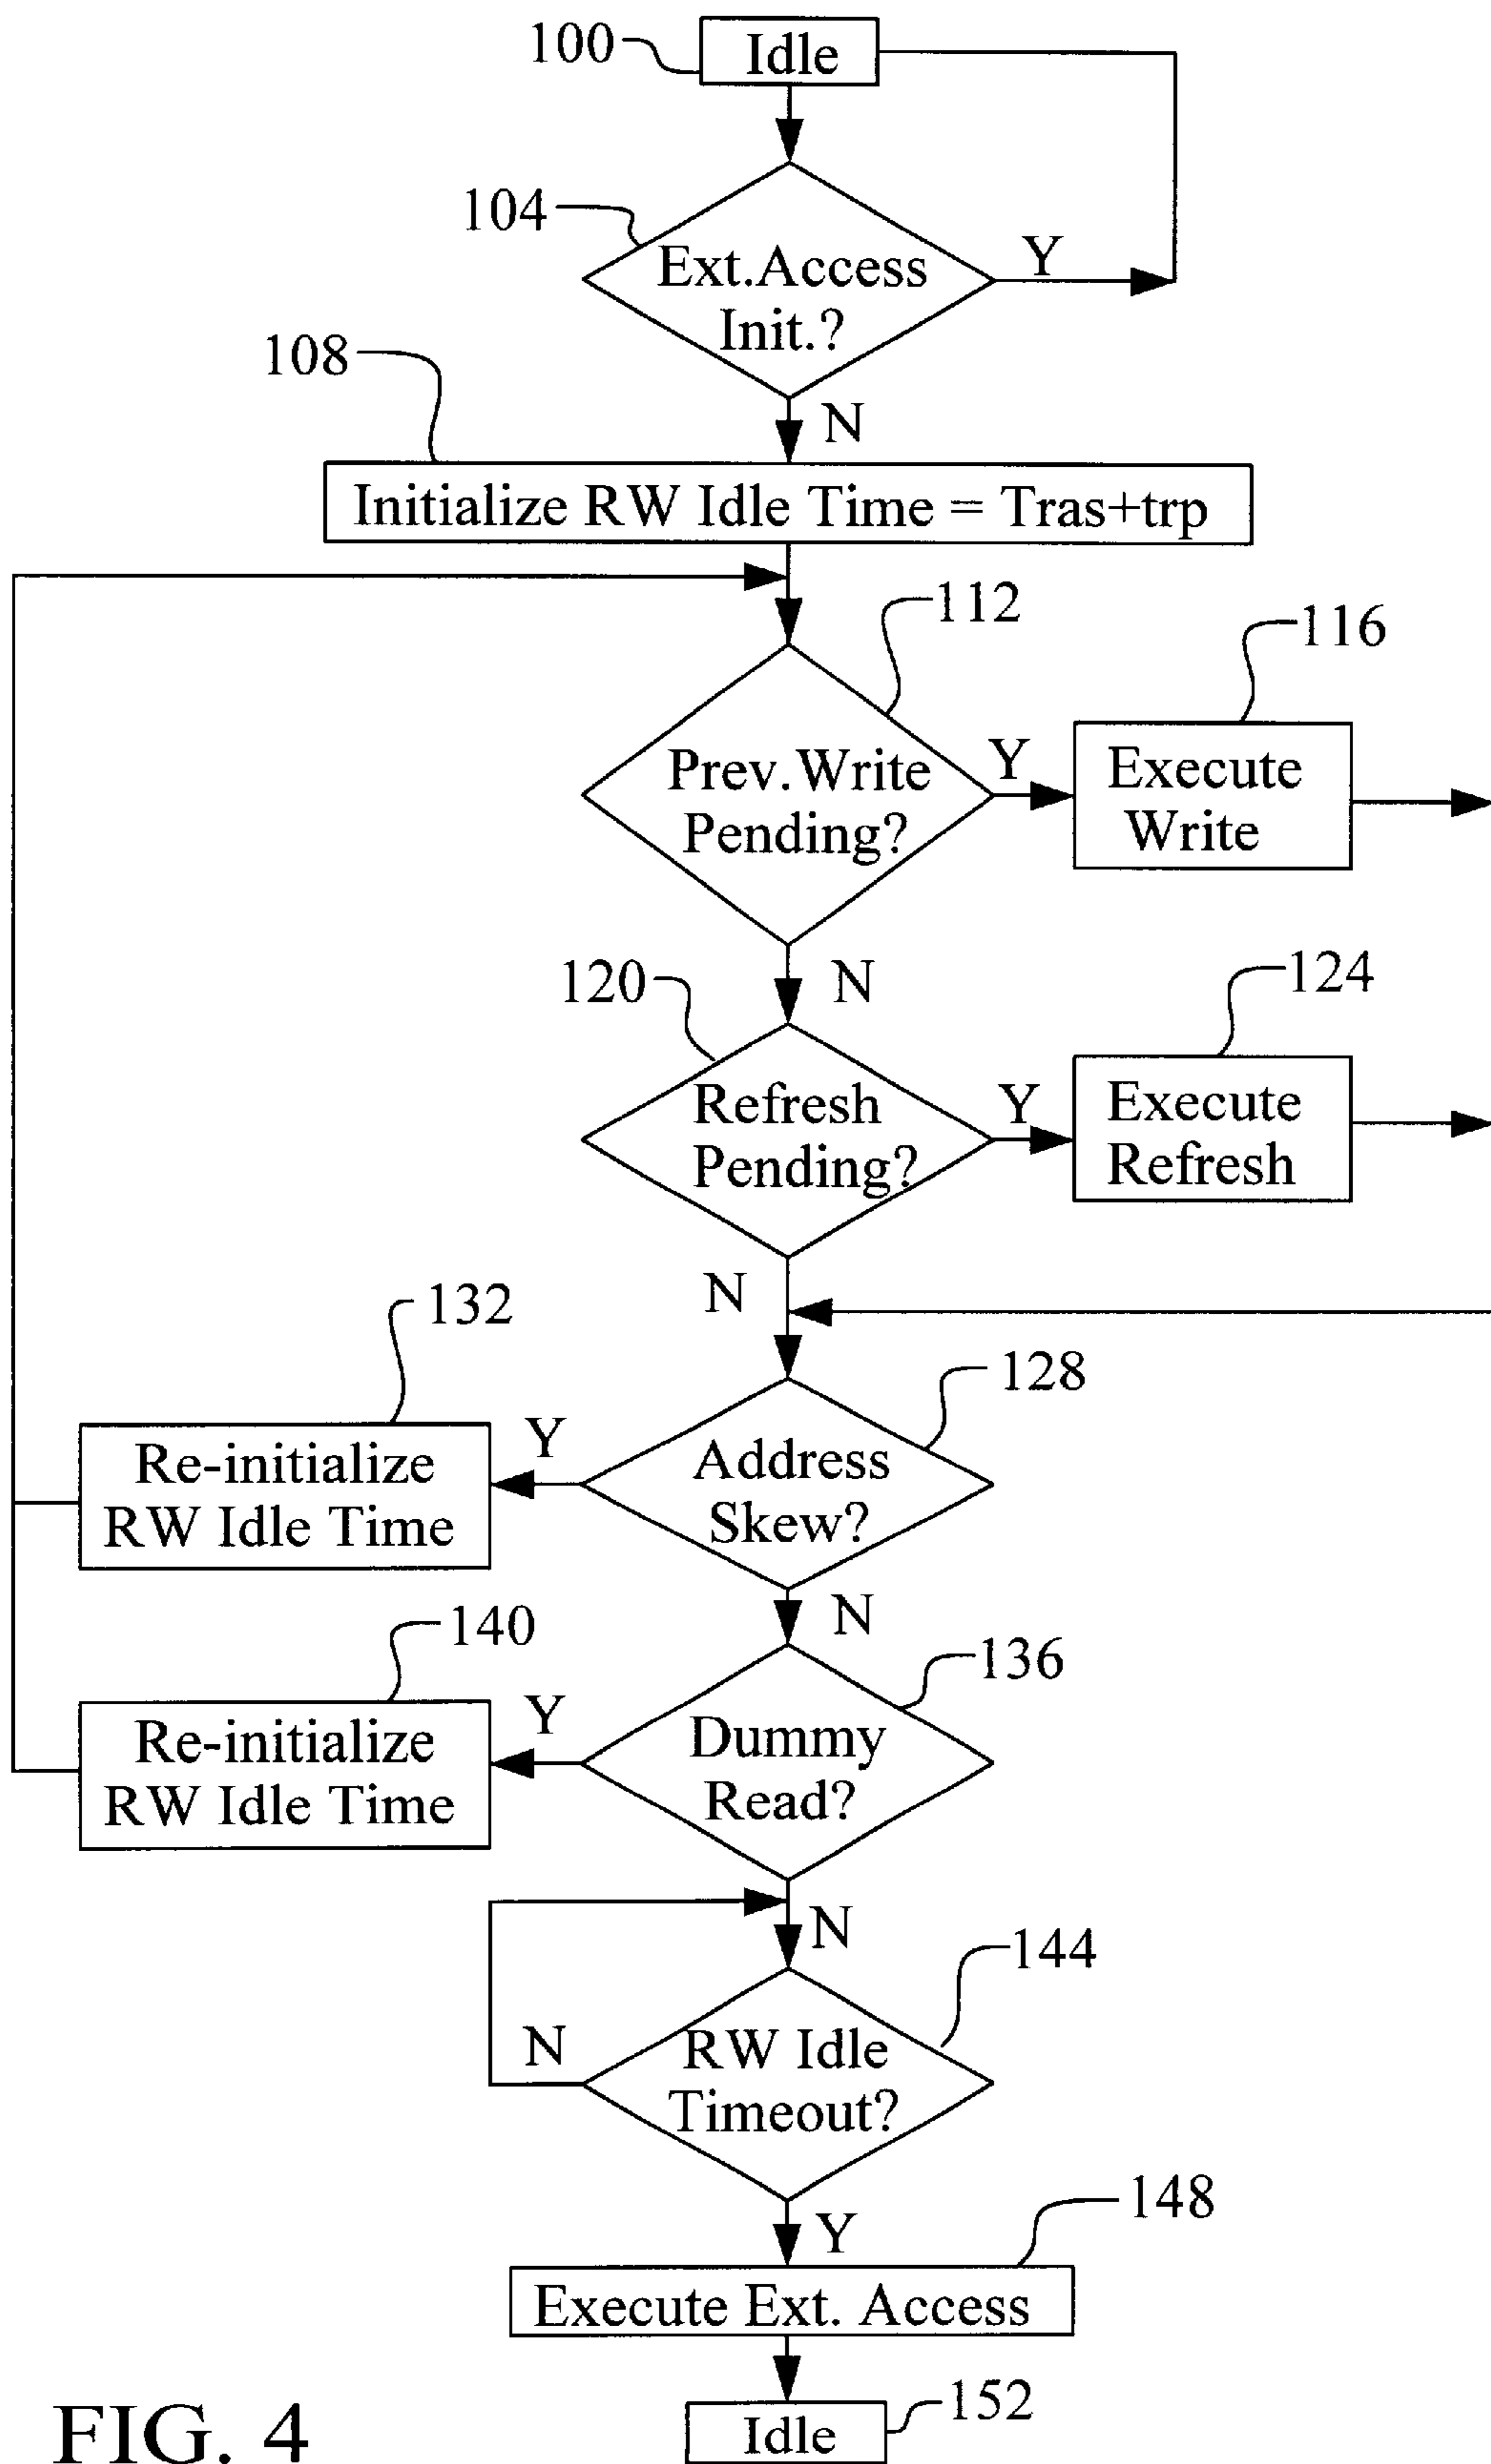 100
Idle
104
Ext.Access
Init.?
Y
N
108
Initialize RW Idle Time = Tras+trp
112
116
Prev.Write
Pending?
Y
Execute
Write
N
120
124
Refresh
Pending?
Y
Execute
Refresh
N
132
128
Re-initialize
RW Idle Time
Y
Address
Skew?
N
140
136
Re-initialize
RW Idle Time
Y
Dummy
Read?
N
144
N
RW Idle
Timeout?
Y
148
Execute Ext. Access
152
Idle
FIG. 4